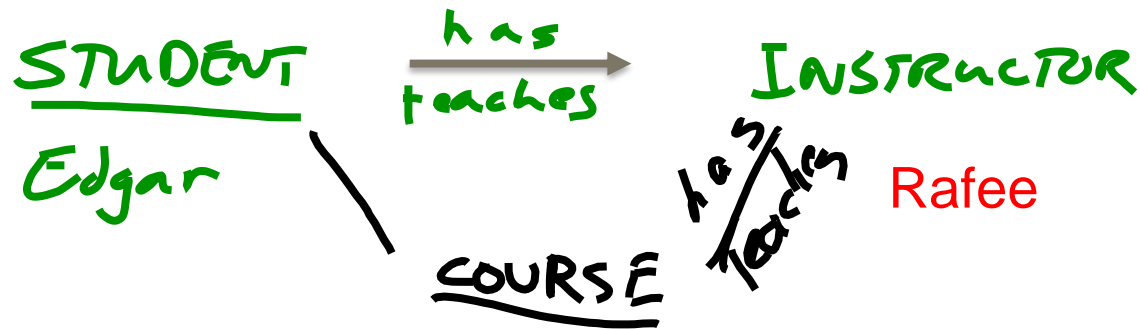 STUDENT has INSTRUCTOR
teaches
Edgar has teaches Rafee
COURSE